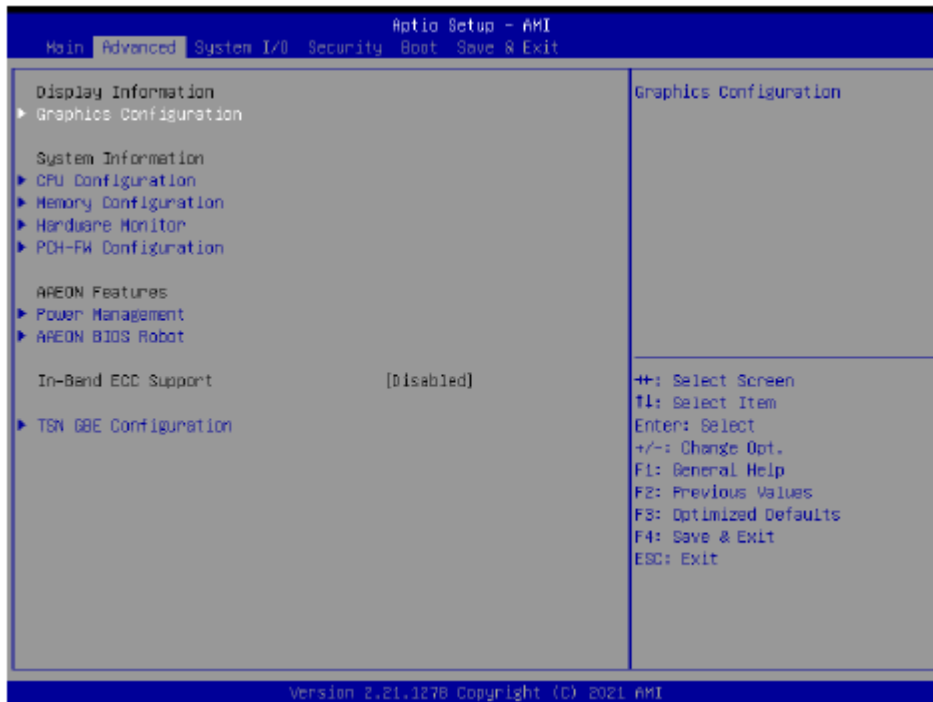 Aptio Setup - AMI
Main Advanced System I/O Security Boot Save & Exit
Display Information
Graphics Configuration
System Information
CPU Configuration
Memory Configuration
Hardware Monitor
PCH-FW Configuration
AAEON Features
Power Management
AAEON BIOS Robot
In-Band ECC Support [Disabled]
TSN GBE Configuration
Graphics Configuration
→←: Select Screen
↑↓: Select Item
Enter: Select
+/-: Change Opt.
F1: General Help
F2: Previous Values
F3: Optimized Defaults
F4: Save & Exit
ESC: Exit
Version 2.21.1278 Copyright (C) 2021 AMI